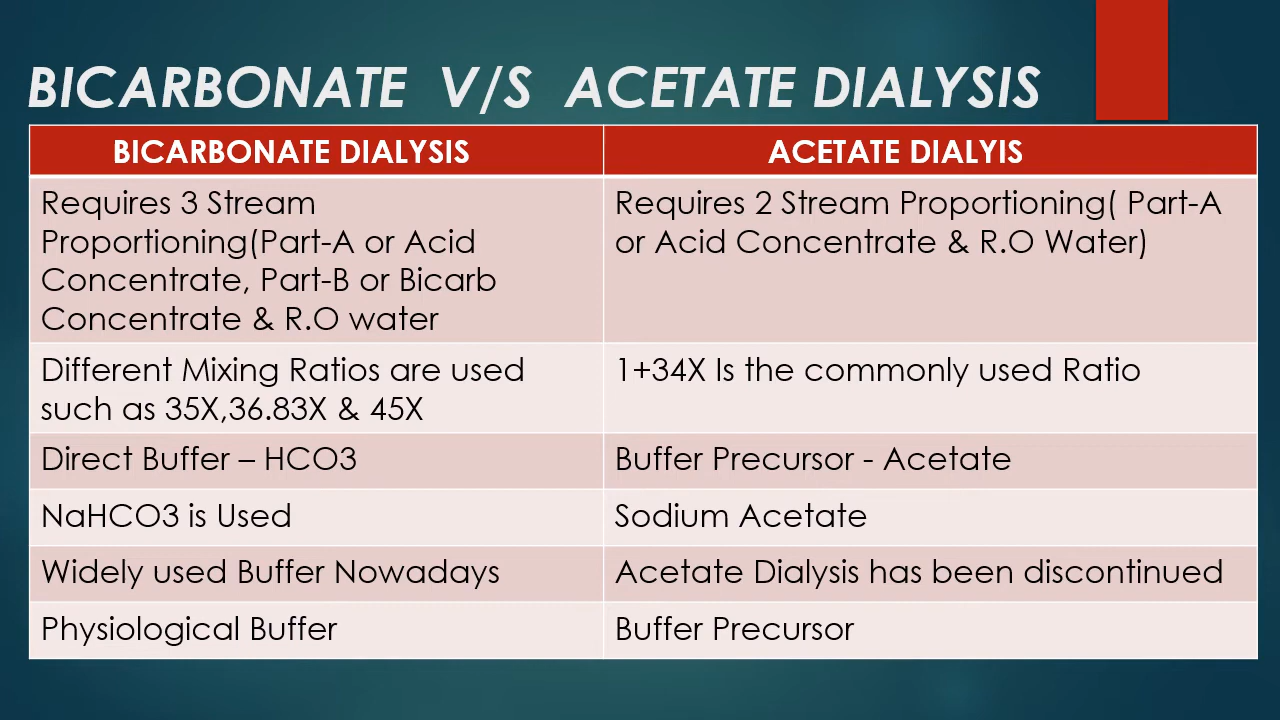 BICARBONATE V/S ACETATE DIALYSIS
BICARBONATE DIALYSIS
ACETATE DIALYIS
Requires 3 Stream
Proportioning(Part-A or Acid
Concentrate, Part-B or Bicarb
Concentrate & R.O water
Requires 2 Stream Proportioning( Part-A
or Acid Concentrate & R.O Water)
Different Mixing Ratios are used
such as 35X,36.83X & 45X
1+34X Is the commonly used Ratio
Direct Buffer – HCO3
Buffer Precursor - Acetate
NaHCO3 is Used
Sodium Acetate
Widely used Buffer Nowadays
Acetate Dialysis has been discontinued
Physiological Buffer
Buffer Precursor